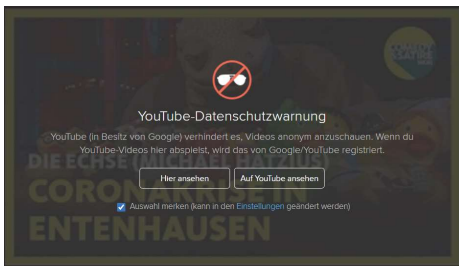 COMEDY
&SATIRE
YouTube-Datenschutzwarnung
YouTube (in Besitz von Google) verhindert es, Videos anonym anzuschauen. Wenn du
YouTube-Videos hier abspielst, wird das von Google/YouTube registriert.
DIE ECHSE
Hier ansehen
Auf YouTube ansehen
Auswahl merken (kann in den Einstellungen geändert werden)
CORONAKRISE IN
ENTENHAUSEN